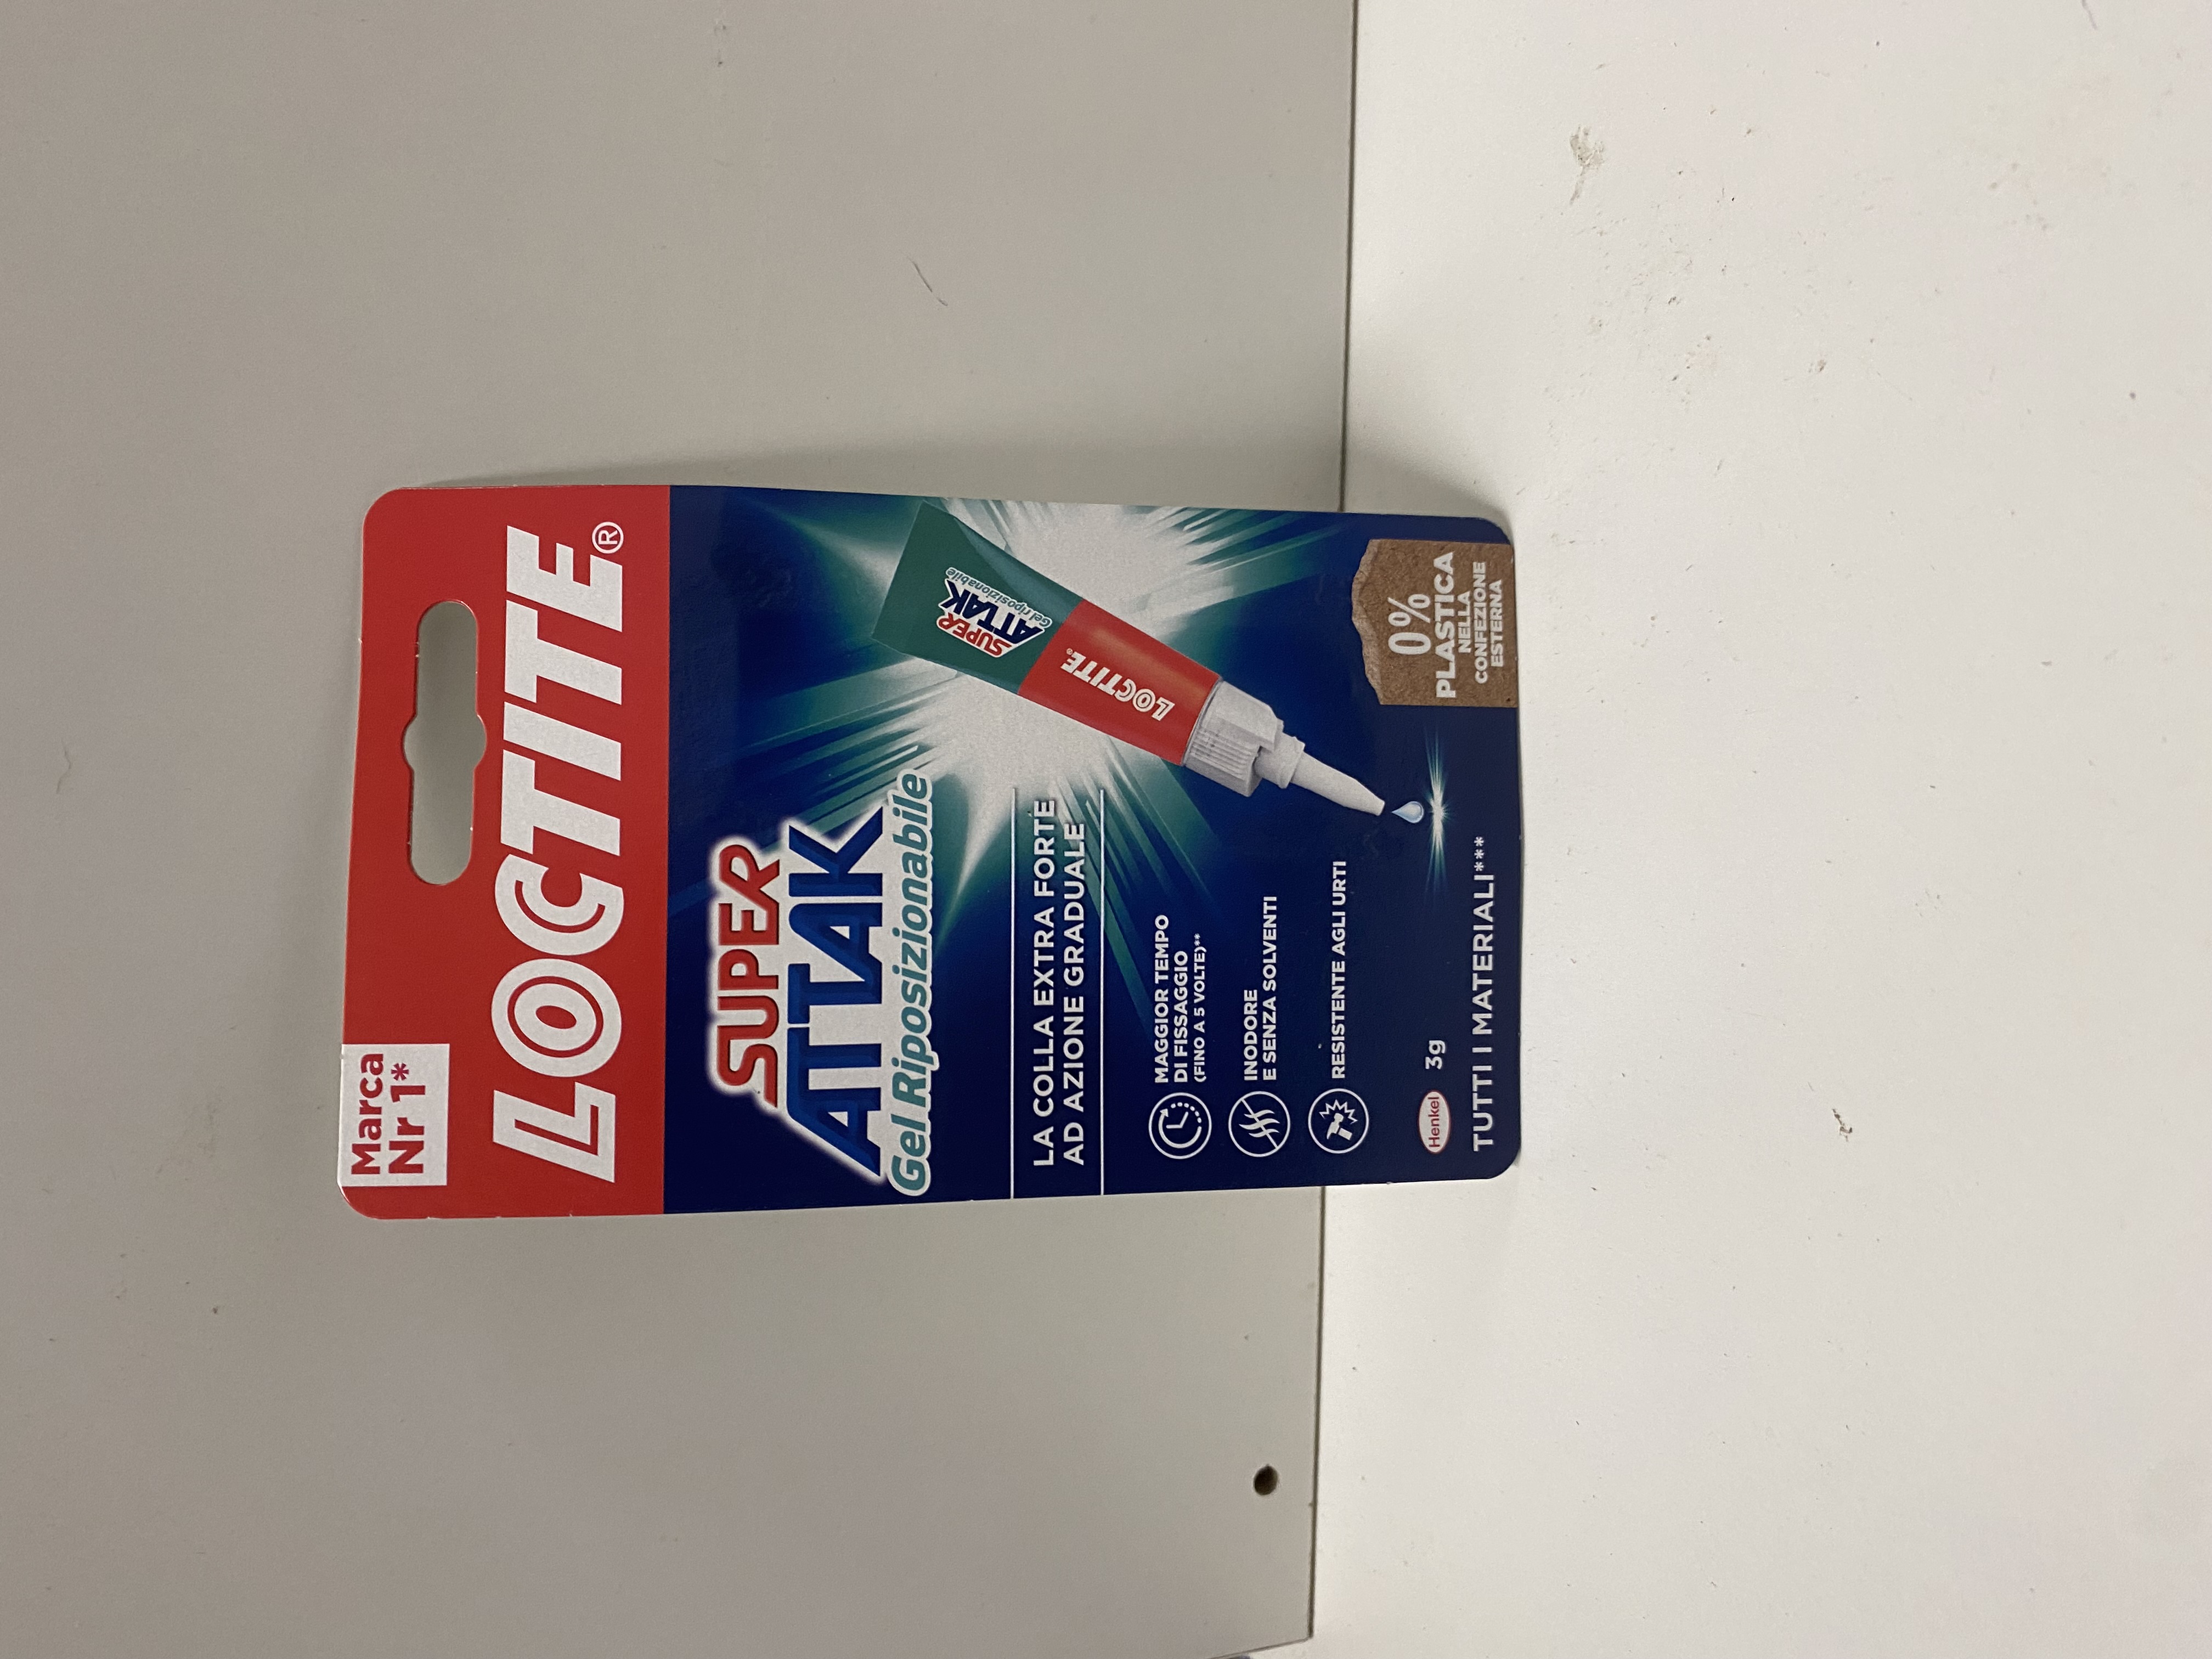 Marca
Nr 1*
LOCTITE®
SUPER
ATTAK
Gel Riposizionabile
SUPER
ATTAK
Gel riposizionabile
LOCTITE®
LA COLLA EXTRA FORTE
AD AZIONE GRADUALE
MAGGIOR TEMPO
DI FISSAGGIO
(FINO A 5 VOLTE)**
INODORE
E SENZA SOLVENTI
RESISTENTE AGLI URTI
Henkel 3g
TUTTI I MATERIALI***
0%
PLASTICA
NELLA
CONFEZIONE
ESTERNA